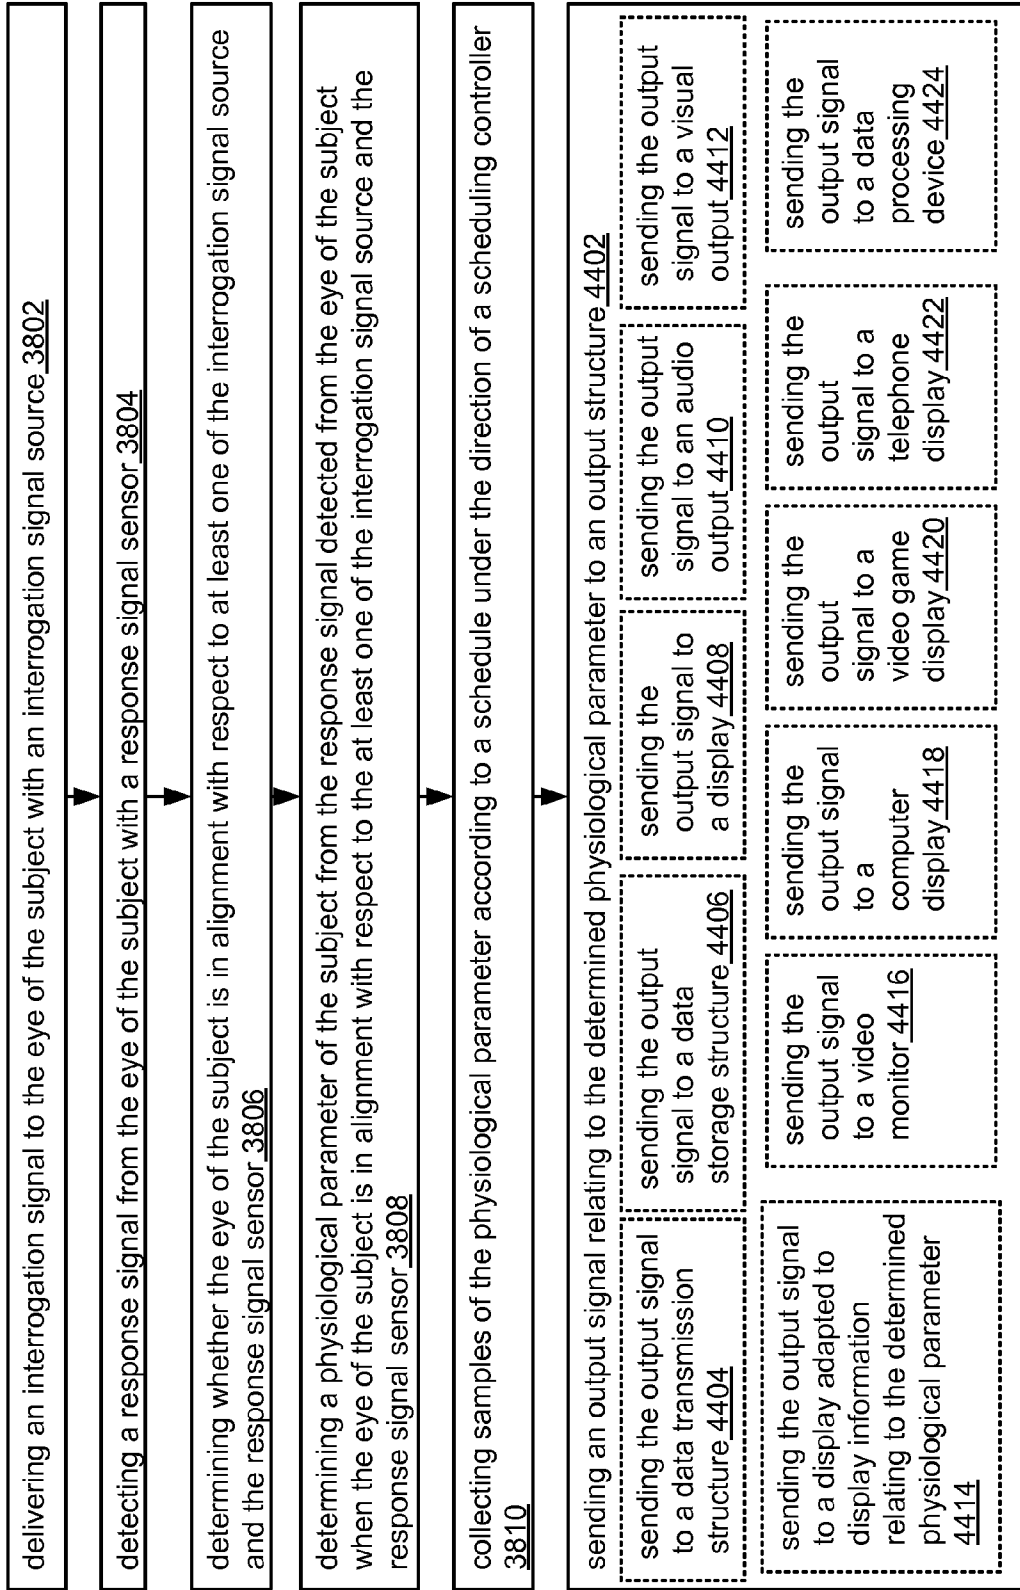 delivering an interrogation signal to the eye of the subject with an interrogation signal source 3802
detecting a response signal from the eye of the subject with a response signal sensor 3804
determining whether the eye of the subject is in alignment with respect to at least one of the interrogation signal source
and the response signal sensor 3806
determining a physiological parameter of the subject from the response signal detected from the eye of the subject
when the eye of the subject is in alignment with respect to the at least one of the interrogation signal source and the
response signal sensor 3808
collecting samples of the physiological parameter according to a schedule under the direction of a scheduling controller
3810
sending an output signal relating to the determined physiological parameter to an output structure 4402
sending the output signal
to a data transmission
structure 4404
sending the output
signal to a data
storage structure 4406
sending the
output signal to
a display 4408
sending the output
signal to an audio
output 4410
sending the output
signal to a visual
output 4412
sending the output signal
to a display adapted to
display information
relating to the determined
physiological parameter
4414
sending the
output signal
to a video
monitor 4416
sending the
output signal
to a
computer
display 4418
sending the
output
signal to a
video game
display 4420
sending the
output
signal to a
telephone
display 4422
sending the
output signal
to a data
processing
device 4424